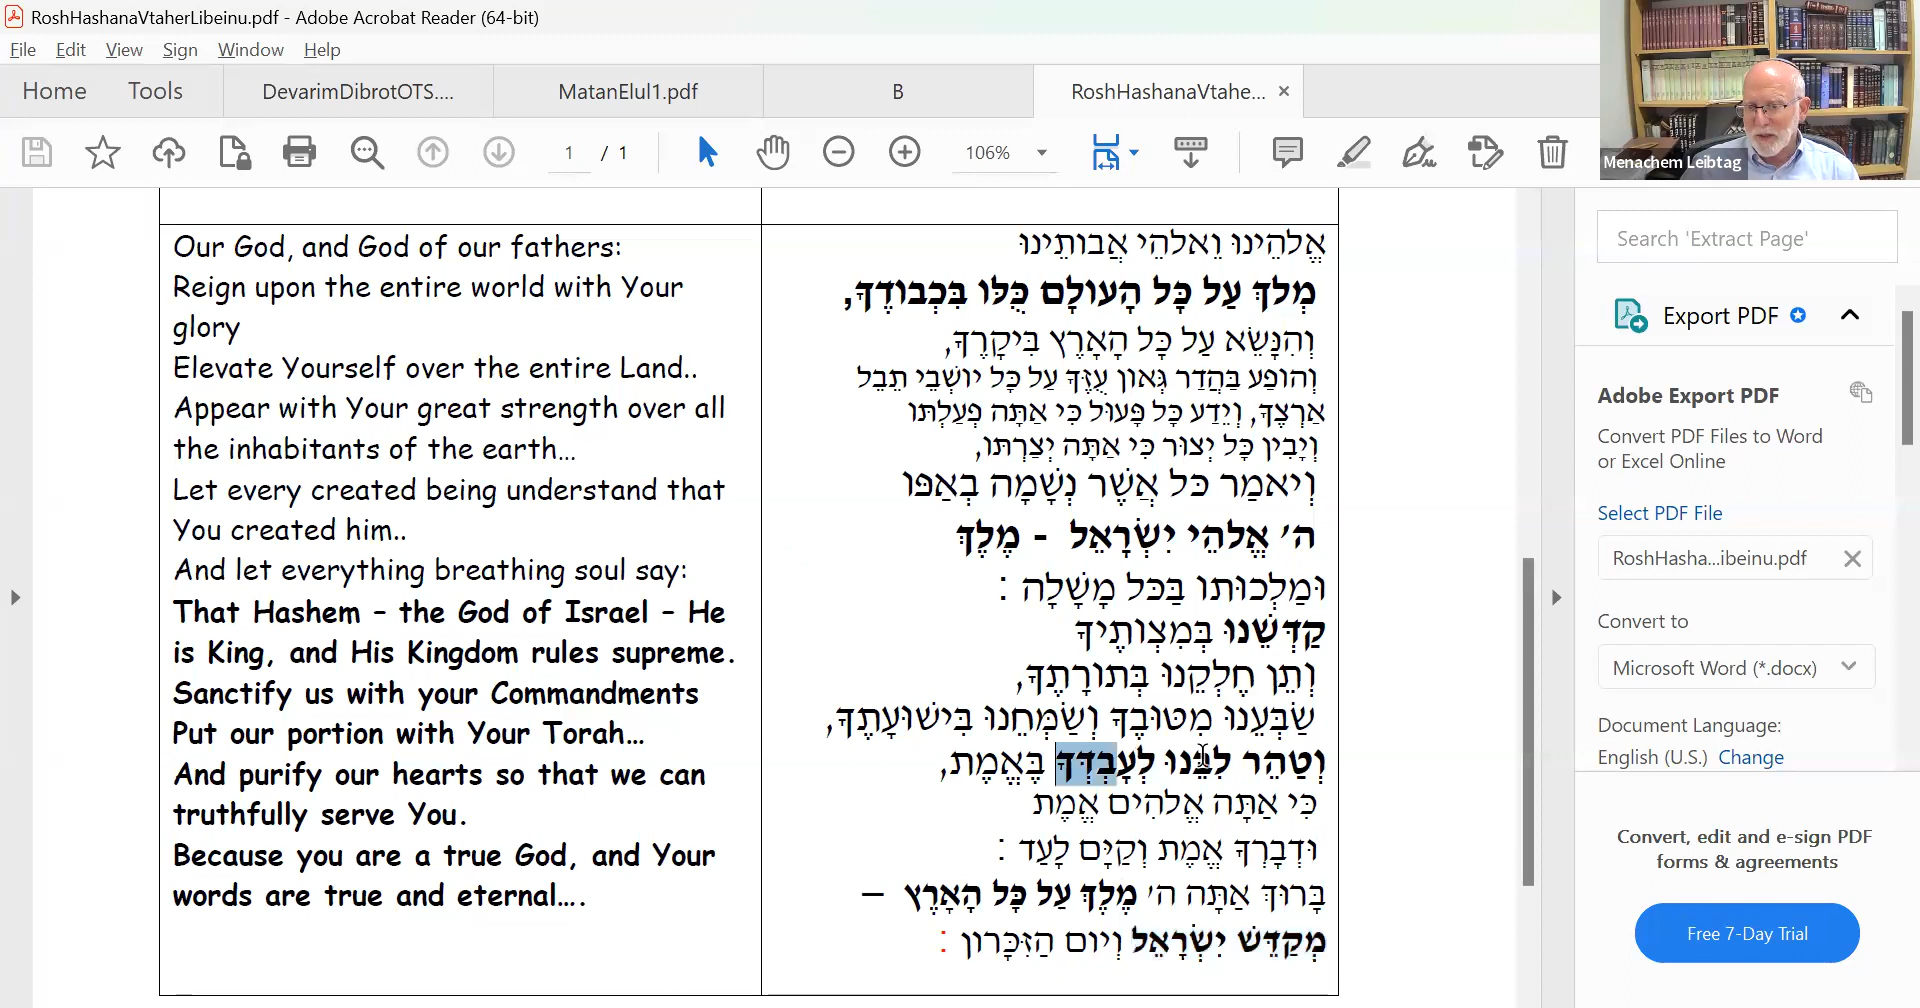 RoshHashanaVtaherLibeinu.pdf - Adobe Acrobat Reader (64-bit)
File Edit View Sign Window Help
Home Tools DevarimDibrotOTS.... MatanElul1.pdf B RoshHashanaVtahe... ×
1 / 1 106%
Menachem Leibtag
Our God, and God of our fathers:
Reign upon the entire world with Your
glory
Elevate Yourself over the entire Land..
Appear with Your great strength over all
the inhabitants of the earth...
Let every created being understand that
You created him..
And let everything breathing soul say:
That Hashem – the God of Israel – He
is King, and His Kingdom rules supreme.
Sanctify us with your Commandments
Put our portion with Your Torah...
And purify our hearts so that we can
truthfully serve You.
Because you are a true God, and Your
words are true and eternal....
אֱלֹהֵינוּ וֵאלֹהֵי אֲבוֹתֵינוּ
מְלֹךְ עַל כָּל הָעוֹלָם כֻּלּוֹ בִּכְבוֹדֶךָ,
וְהִנָּשֵׂא עַל כָּל הָאָרֶץ בִּיקָרֶךָ,
וְהוֹפַע בַּהֲדַר גְּאוֹן עֻזֶּךָ עַל כָּל יוֹשְׁבֵי תֵבֵל
אַרְצֶךָ, וְיֵדַע כָּל פָּעוּל כִּי אַתָּה פְעַלְתּוֹ
וְיָבִין כָּל יְצוּר כִּי אַתָּה יְצַרְתּוֹ,
וְיֹאמַר כֹּל אֲשֶׁר נְשָׁמָה בְאַפּוֹ
ה' אֱלֹהֵי יִשְׂרָאֵל - מֶלֶךְ
וּמַלְכוּתוֹ בַּכֹּל מָשָׁלָה :
קַדְּשֵׁנוּ בְּמִצְוֹתֶיךָ
וְתֵן חֶלְקֵנוּ בְּתוֹרָתֶךָ,
שַׂבְּעֵנוּ מִטּוּבֶךָ וְשַׂמְּחֵנוּ בִּישׁוּעָתֶךָ,
וְטַהֵר לִבֵּנוּ לְעָבְדְּךָ בֶּאֱמֶת,
כִּי אַתָּה אֱלֹהִים אֱמֶת
וּדְבָרְךָ אֱמֶת וְקַיָּם לָעַד :
בָּרוּךְ אַתָּה ה' מֶלֶךְ עַל כָּל הָאָרֶץ –
מְקַדֵּשׁ יִשְׂרָאֵל וְיוֹם הַזִּכָּרוֹן :
Search 'Extract Page'
Export PDF
Adobe Export PDF
Convert PDF Files to Word
or Excel Online
Select PDF File
RoshHasha...ibeinu.pdf
Convert to
Microsoft Word (*.docx)
Document Language:
English (U.S.) Change
Convert, edit and e-sign PDF
forms & agreements
Free 7-Day Trial